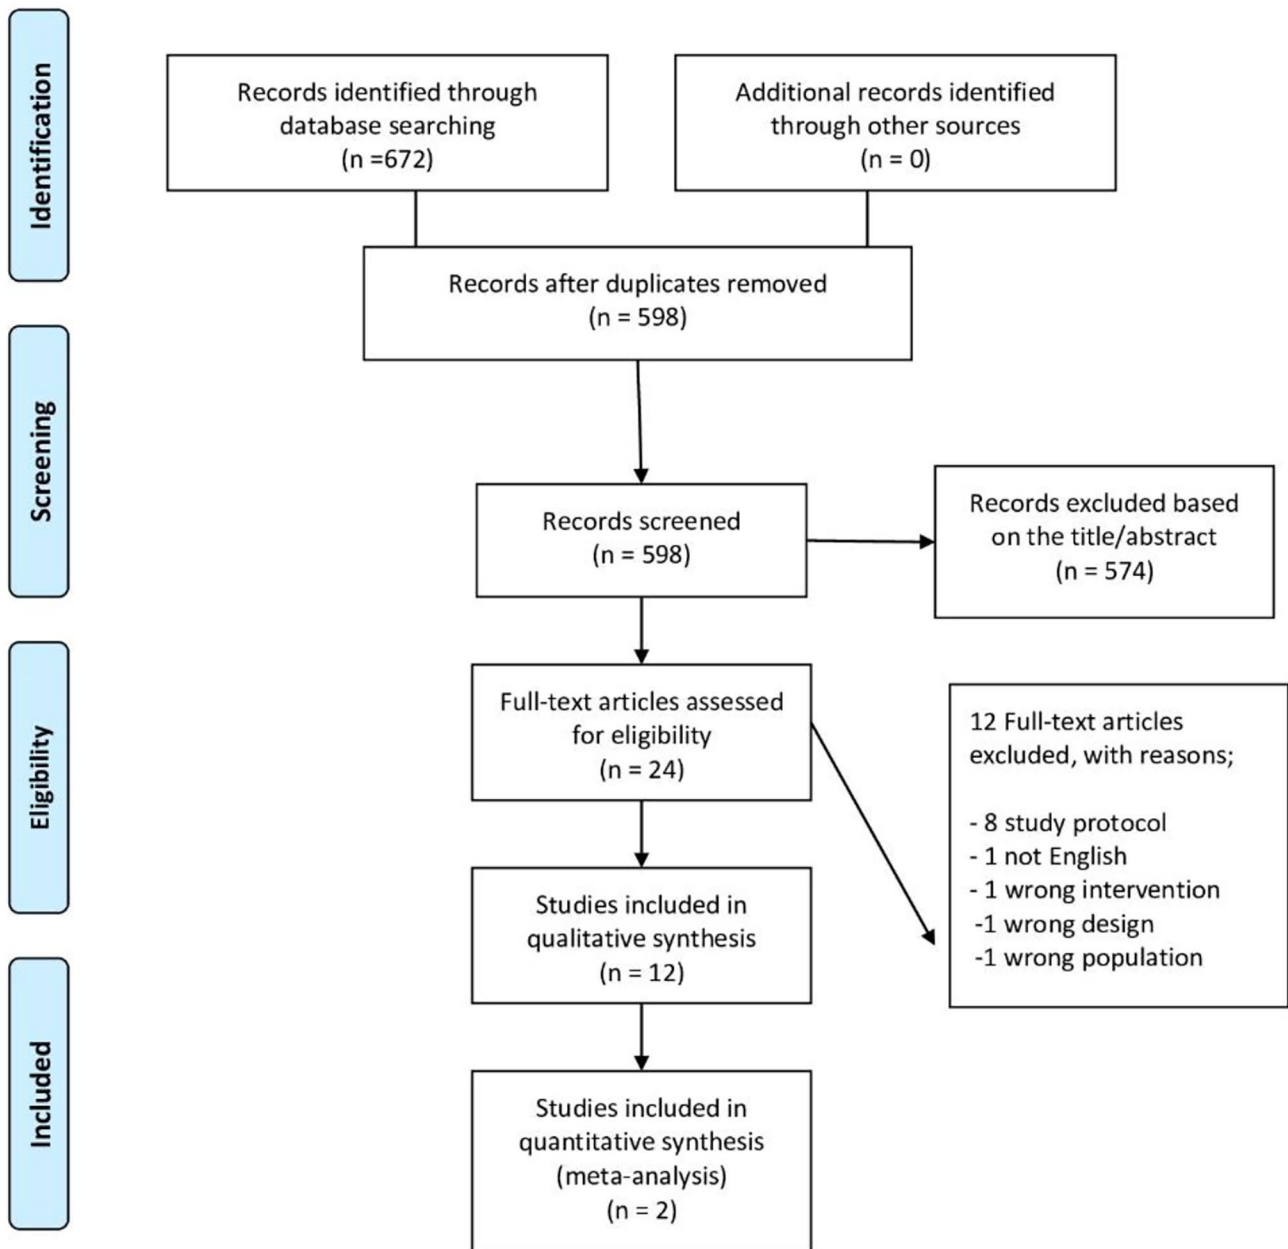 Identification
Records identified through
database searching
(n =672)
Additional records identified
through other sources
(n = 0)
Records after duplicates removed
(n = 598)
Screening
Records screened
(n = 598)
Records excluded based
on the title/abstract
(n = 574)
Eligibility
Full-text articles assessed
for eligibility
(n = 24)
12 Full-text articles
excluded, with reasons;
- 8 study protocol
- 1 not English
- 1 wrong intervention
-1 wrong design
-1 wrong population
Studies included in
qualitative synthesis
(n = 12)
Included
Studies included in
quantitative synthesis
(meta-analysis)
(n = 2)